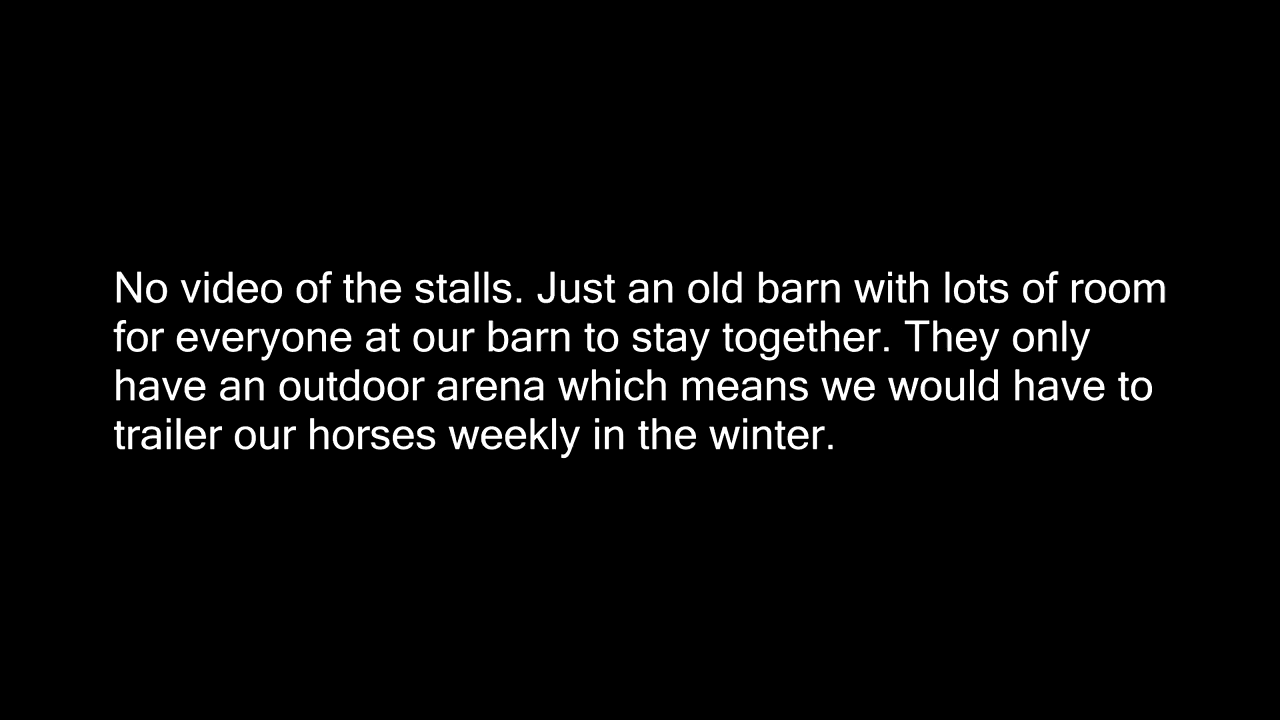 No video of the stalls. Just an old barn with lots of room
for everyone at our barn to stay together. They only
have an outdoor arena which means we would have to
trailer our horses weekly in the winter.